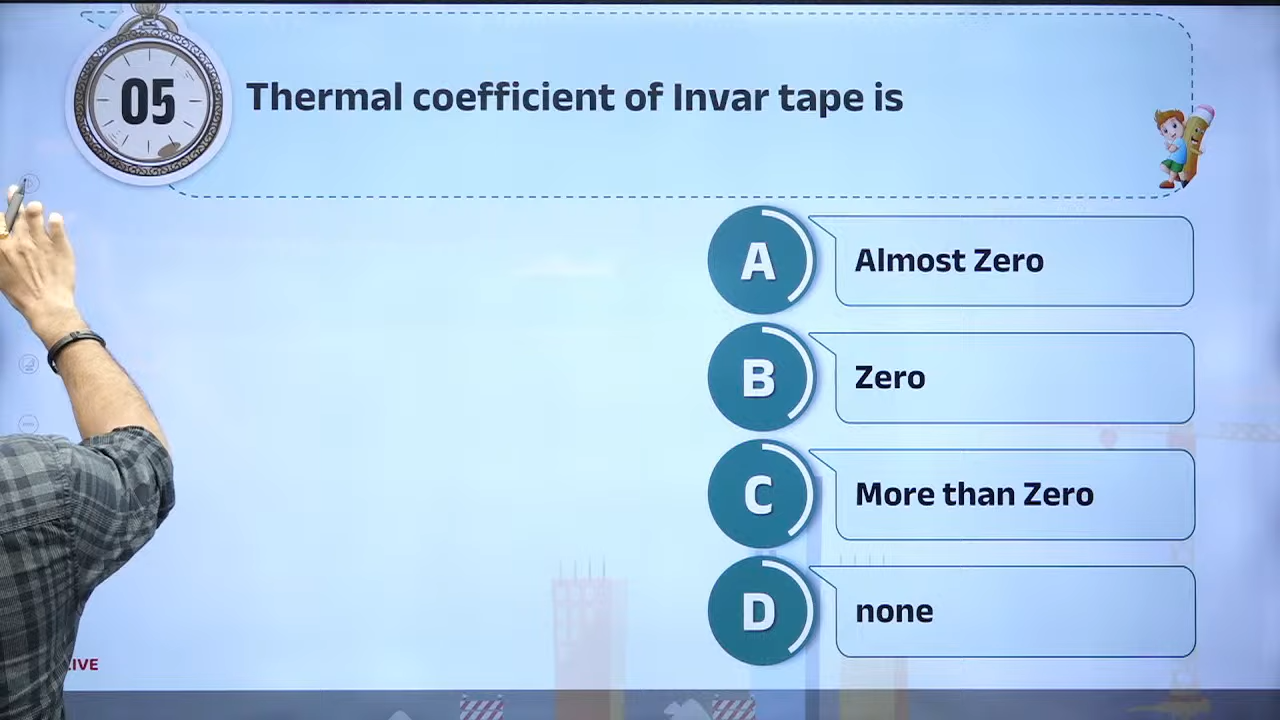 05
Thermal coefficient of Invar tape is
A
Almost Zero
B
Zero
C
More than Zero
D
none
LIVE